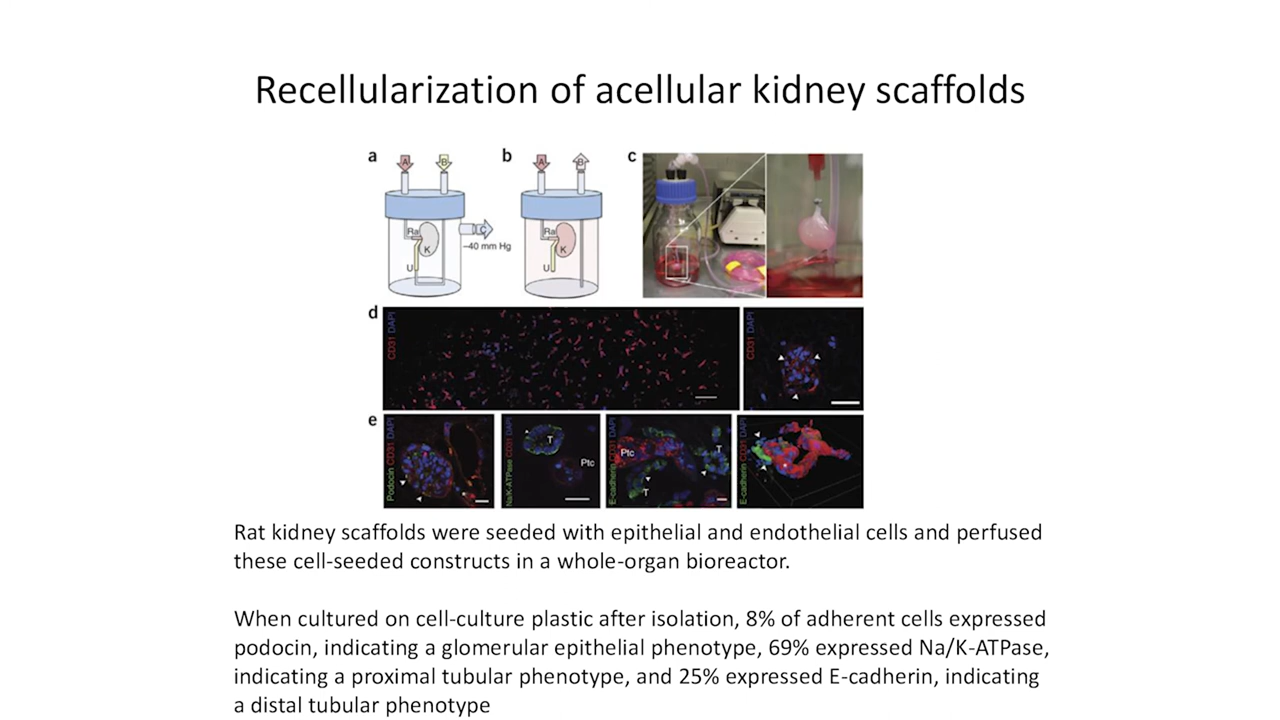 Recellularization of acellular kidney scaffolds
a
b
c
A
B
A
B
Ra
K
U
C
-40 mm Hg
Ra
K
U
d
CD31 DAPI
CD31 DAPI
e
Podocin CD31 DAPI
Na/K-ATPase CD31 DAPI
T
Ptc
E-cadherin CD31 DAPI
Ptc
T
T
E-cadherin CD31 DAPI
Rat kidney scaffolds were seeded with epithelial and endothelial cells and perfused
these cell-seeded constructs in a whole-organ bioreactor.
When cultured on cell-culture plastic after isolation, 8% of adherent cells expressed
podocin, indicating a glomerular epithelial phenotype, 69% expressed Na/K-ATPase,
indicating a proximal tubular phenotype, and 25% expressed E-cadherin, indicating
a distal tubular phenotype